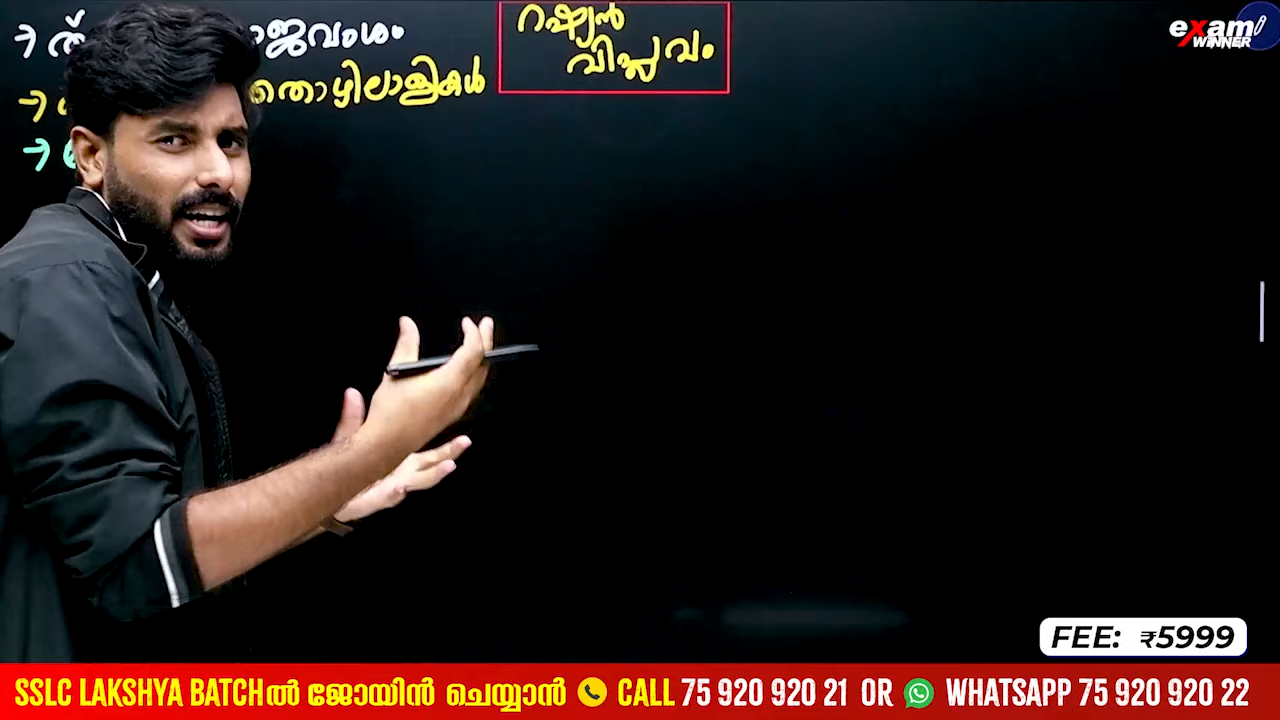 റഷ്യൻ
വിപ്ലവം
തൊഴിലാളികൾ
exam
WINNER
FEE: ₹5999
SSLC LAKSHYA BATCHൽ ജോയിൻ ചെയ്യാൻ CALL 75 920 920 21 OR WHATSAPP 75 920 920 22